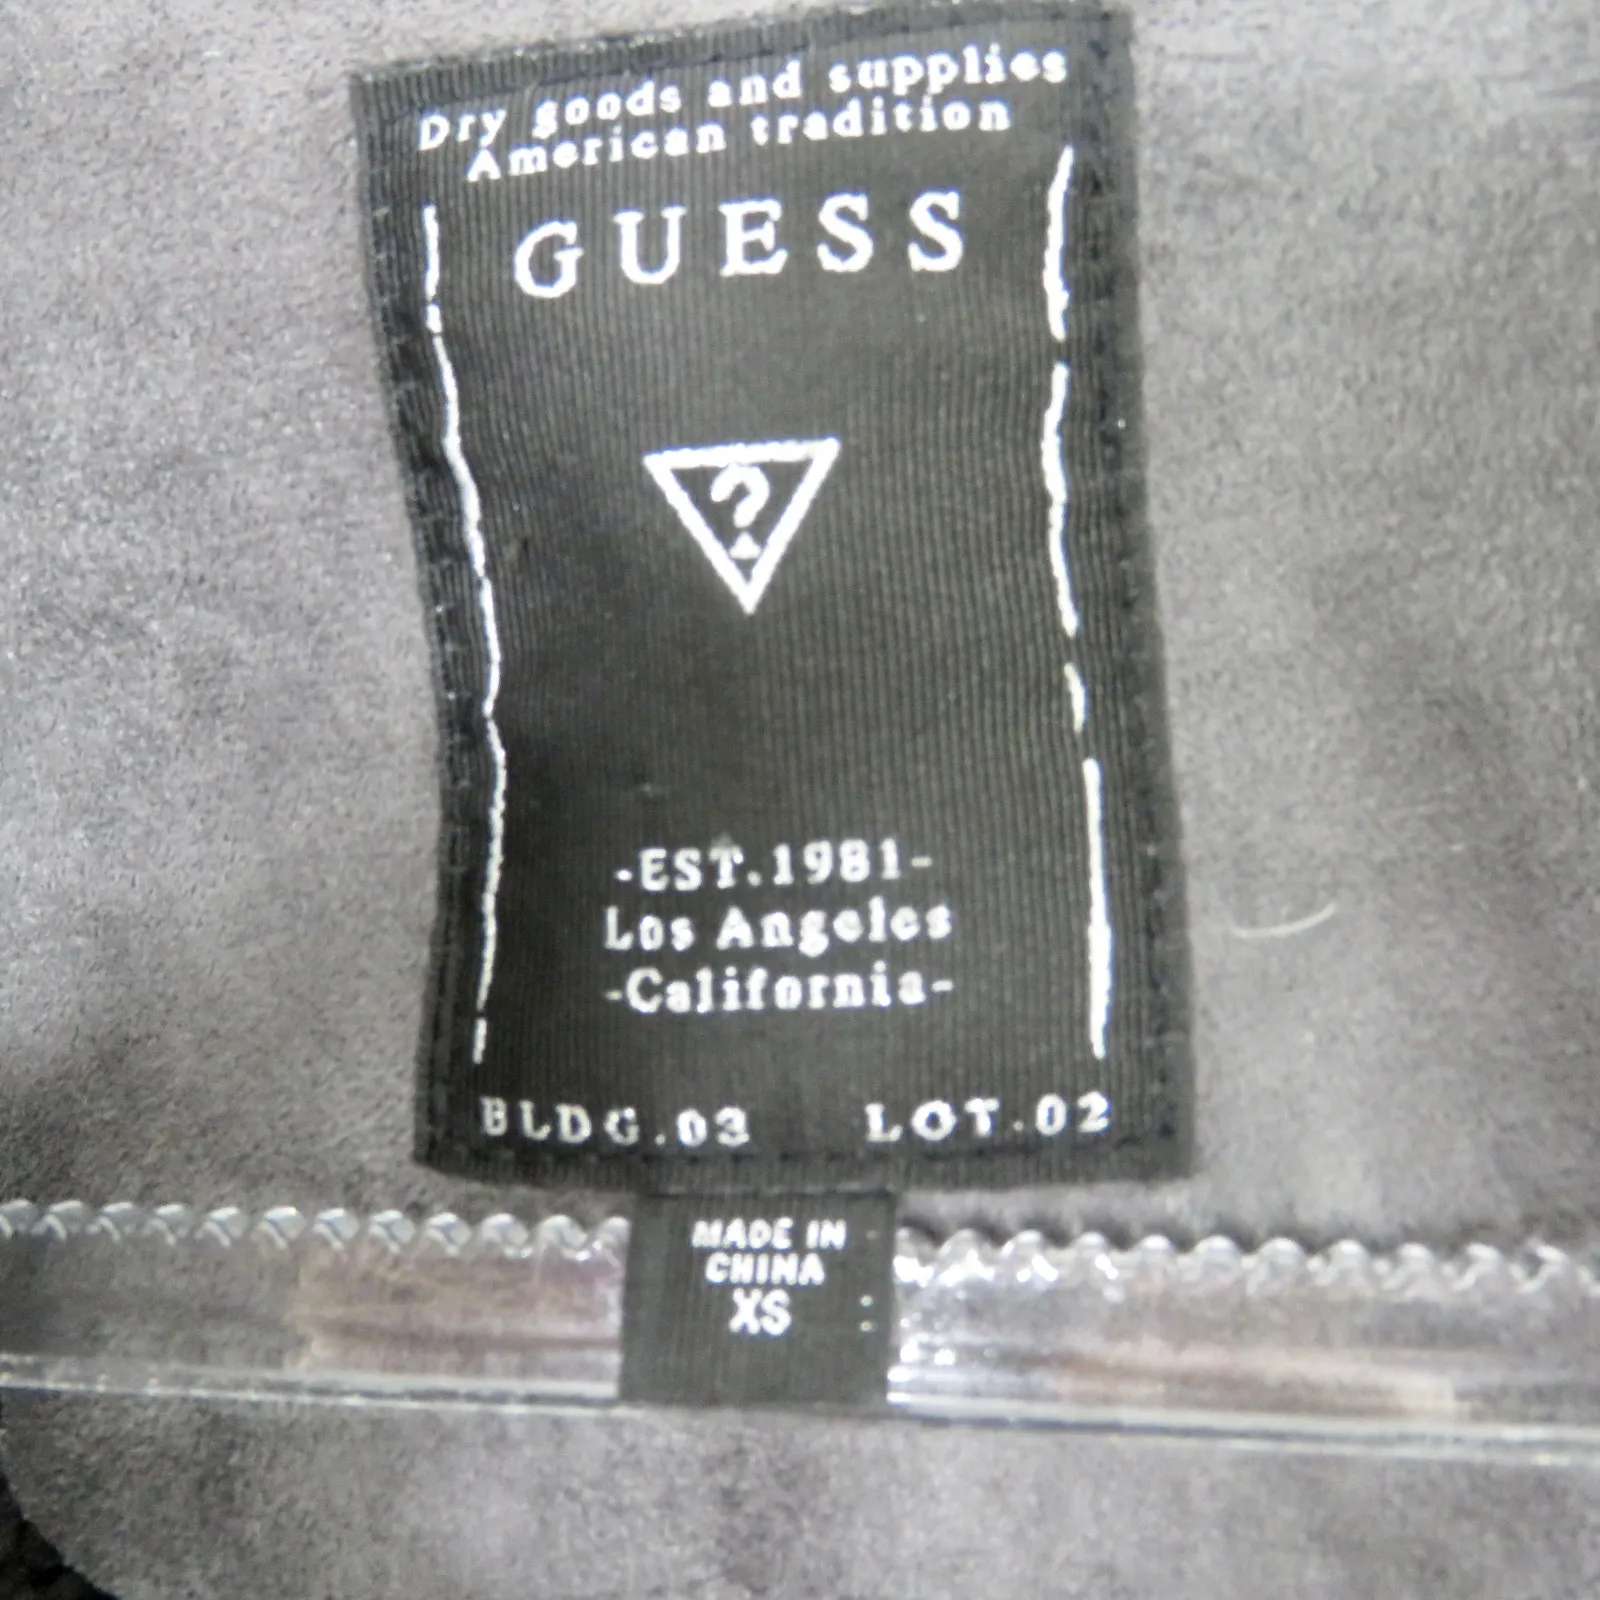 Dry goods and supplies
American tradition
GUESS
?
-EST.1981-
Los Angeles
-California-
BLDG.03 LOT.02
MADE IN
CHINA
XS